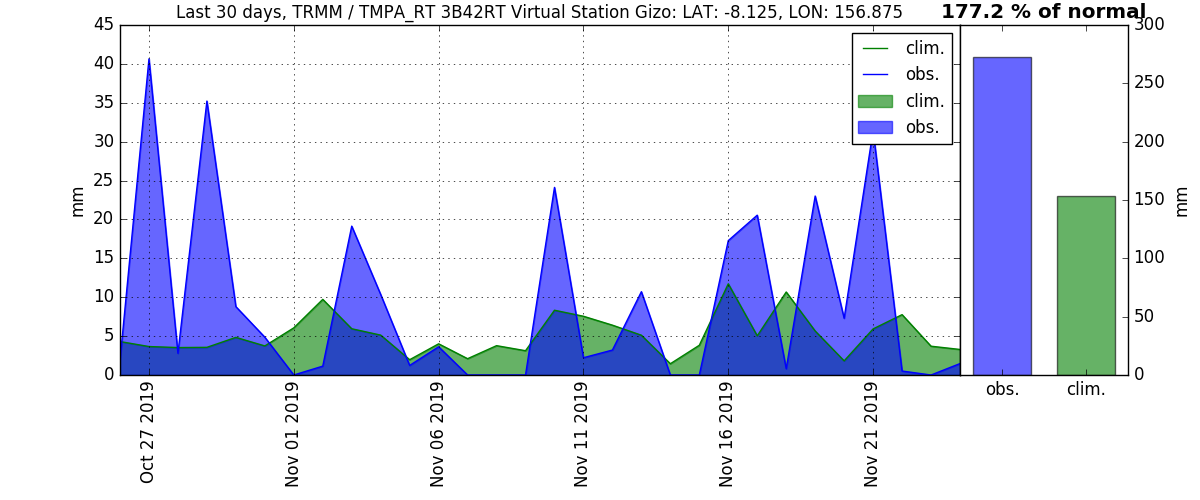 Last 30 days, TRMM / TMPA_RT 3B42RT Virtual Station Gizo: LAT: -8.125, LON: 156.875
177.2 % of normal
45
40
35
30
25
20
15
10
5
0
mm
clim.
obs.
clim.
obs.
Oct 27 2019
Nov 01 2019
Nov 06 2019
Nov 11 2019
Nov 16 2019
Nov 21 2019
300
250
200
150
100
50
0
mm
obs.
clim.